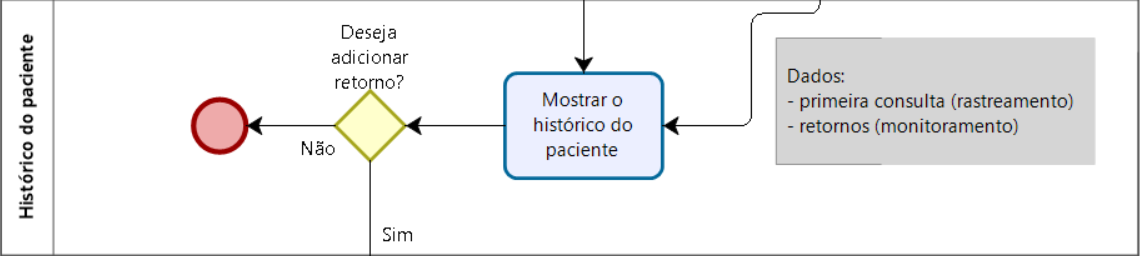 Histórico do paciente
Deseja
adicionar
retorno?
Não
Sim
Mostrar o
histórico do
paciente
Dados:
- primeira consulta (rastreamento)
- retornos (monitoramento)